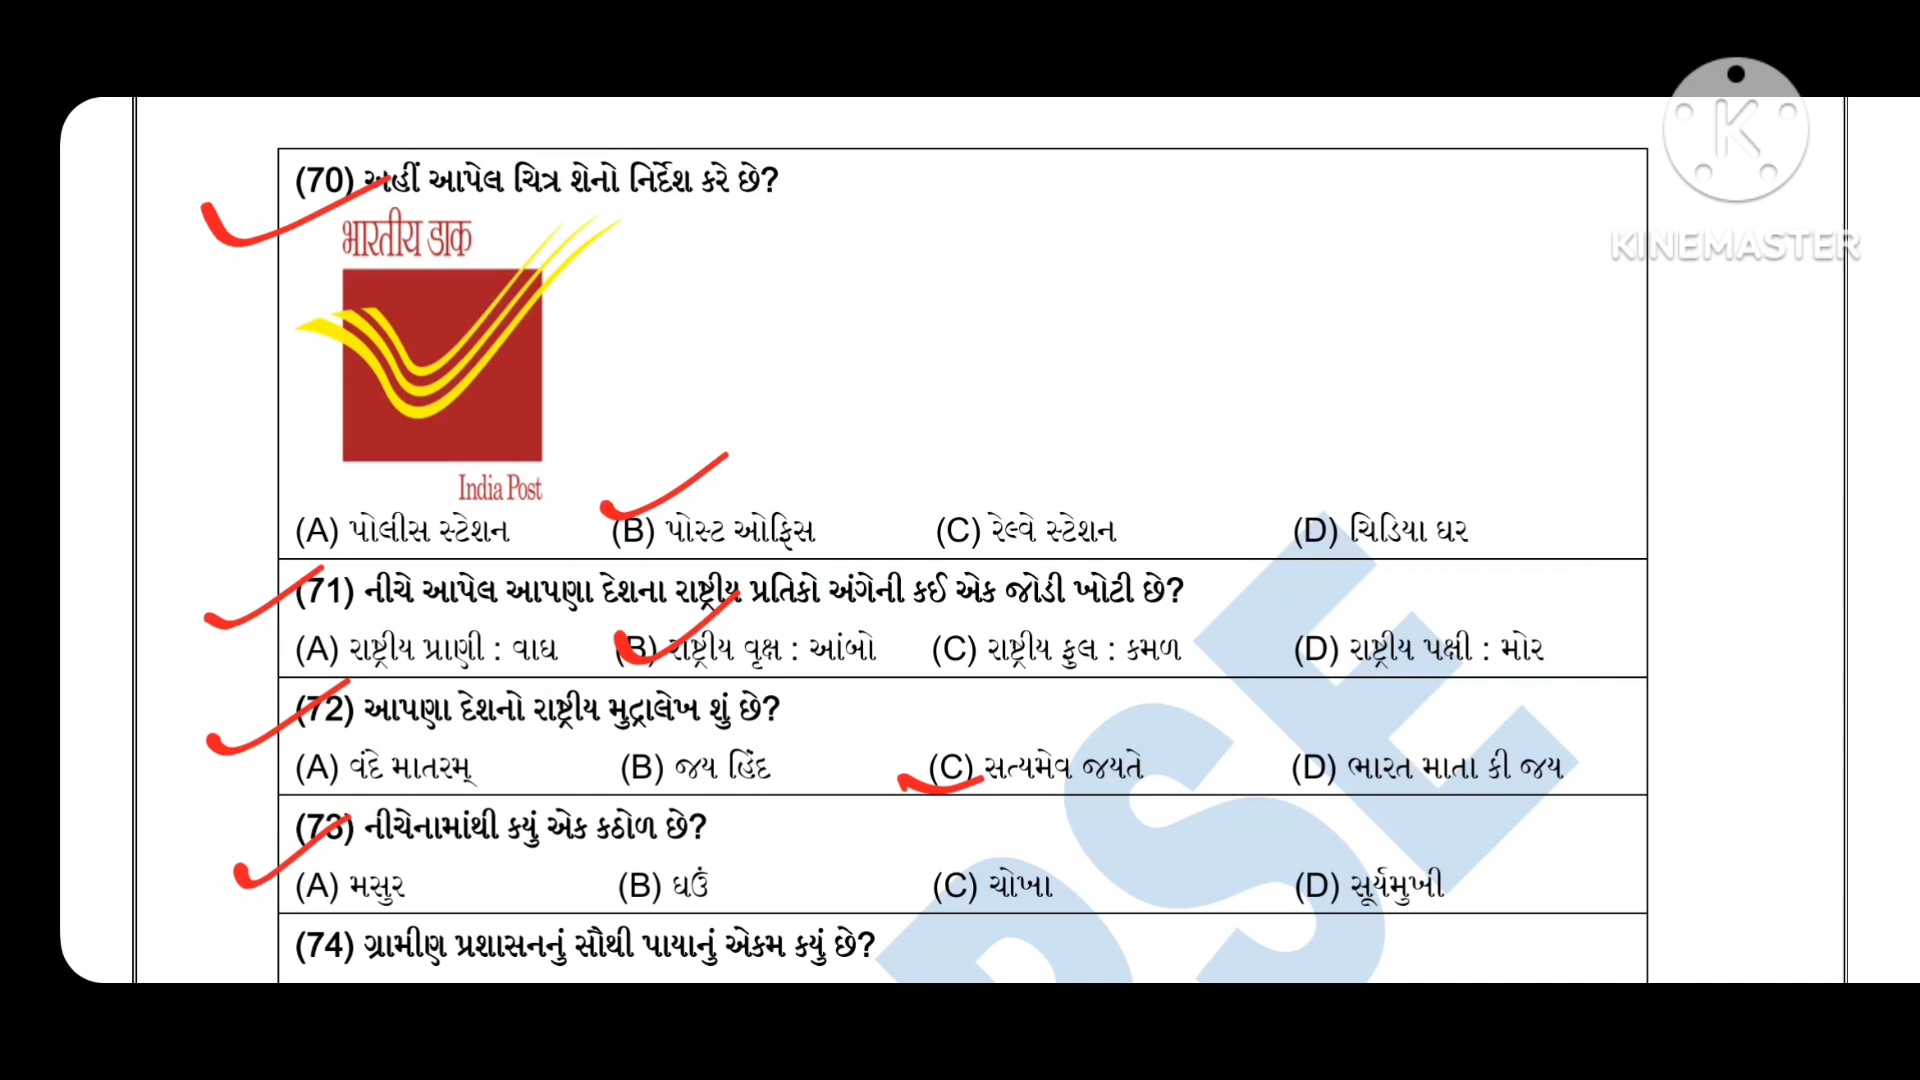 KINEMASTER
(70) અહીં આપેલ ચિત્ર શેનો નિર્દેશ કરે છે?
भारतीय डाक
India Post
(A) પોલીસ સ્ટેશન (B) પોસ્ટ ઓફિસ (C) રેલ્વે સ્ટેશન (D) ચિડિયા ઘર
(71) નીચે આપેલ આપણા દેશના રાષ્ટ્રીય પ્રતિકો અંગેની કઈ એક જોડી ખોટી છે?
(A) રાષ્ટ્રીય પ્રાણી : વાઘ (B) રાષ્ટ્રીય વૃક્ષ : આંબો (C) રાષ્ટ્રીય ફુલ : કમળ (D) રાષ્ટ્રીય પક્ષી : મોર
(72) આપણા દેશનો રાષ્ટ્રીય મુદ્રાલેખ શું છે?
(A) વંદે માતરમ્ (B) જય હિંદ (C) સત્યમેવ જયતે (D) ભારત માતા કી જય
(73) નીચેનામાંથી કયું એક કઠોળ છે?
(A) મસુર (B) ઘઉં (C) ચોખા (D) સૂર્યમુખી
(74) ગ્રામીણ પ્રશાસનનું સૌથી પાયાનું એકમ કયું છે?
PSE